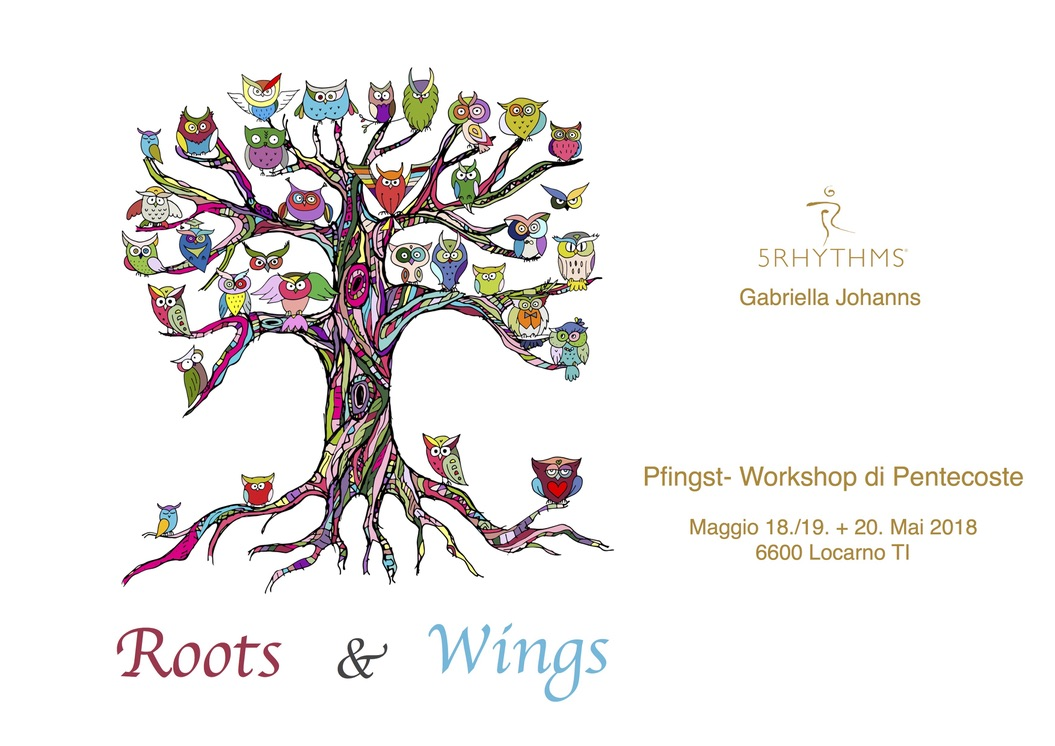 5RHYTHMS®
Gabriella Johanns
Pfingst- Workshop di Pentecoste
Maggio 18./19. + 20. Mai 2018
6600 Locarno TI
Roots & Wings